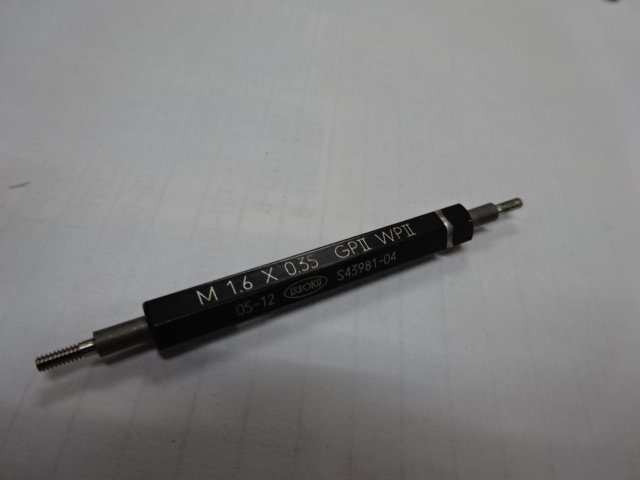 M 1.6 X 0.35 GPII WPII
05-12 ISSOKU S43981-04